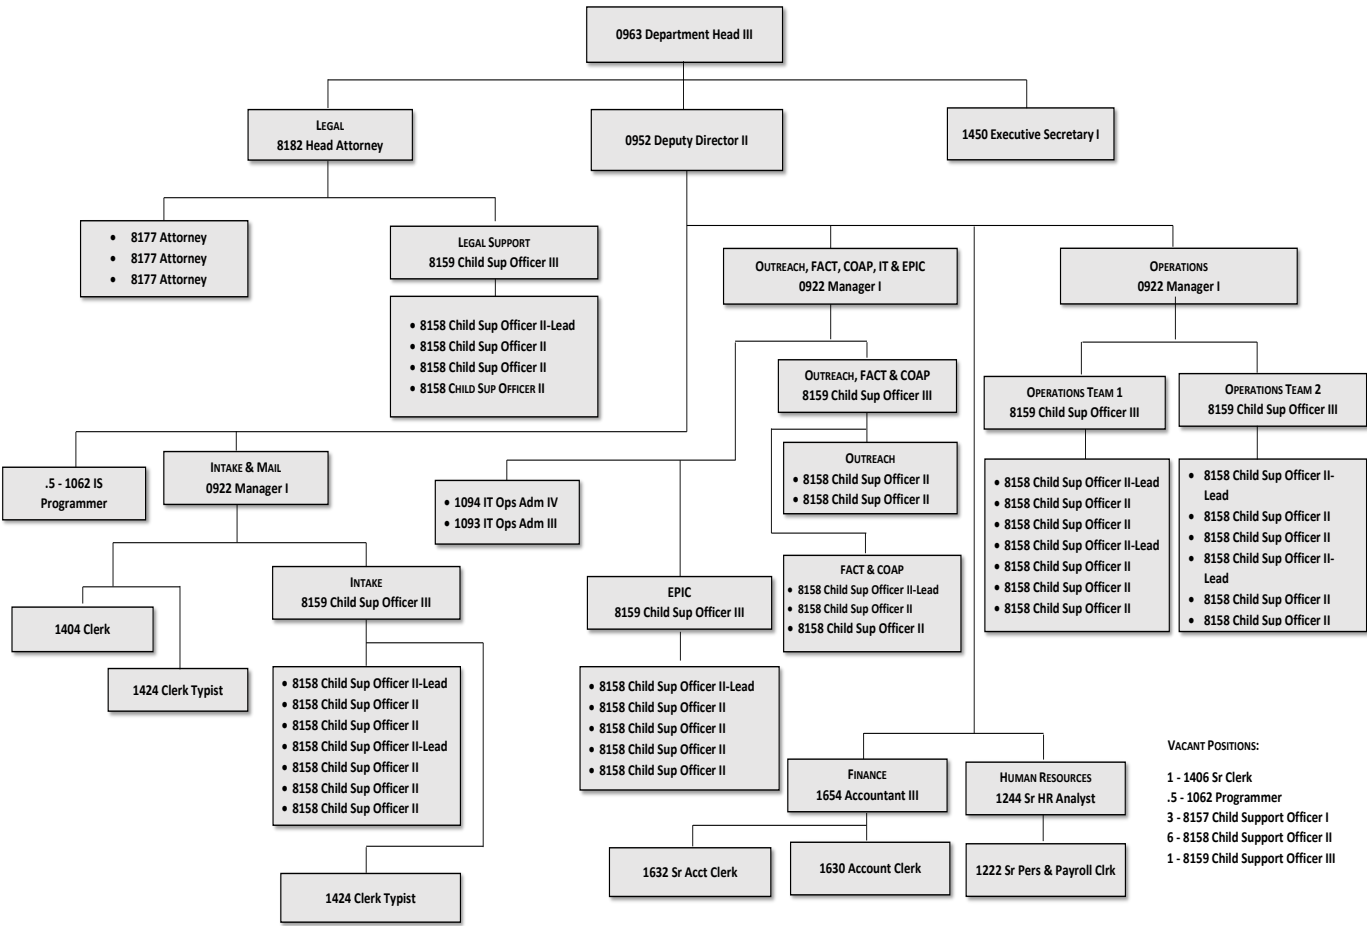 0963 Department Head III
LEGAL
8182 Head Attorney
0952 Deputy Director II
1450 Executive Secretary I
• 8177 Attorney
• 8177 Attorney
• 8177 Attorney
LEGAL SUPPORT
8159 Child Sup Officer III
• 8158 Child Sup Officer II-Lead
• 8158 Child Sup Officer II
• 8158 Child Sup Officer II
• 8158 CHILD SUP OFFICER II
OUTREACH, FACT, COAP, IT & EPIC
0922 Manager I
OPERATIONS
0922 Manager I
OUTREACH, FACT & COAP
8159 Child Sup Officer III
OPERATIONS TEAM 1
8159 Child Sup Officer III
OPERATIONS TEAM 2
8159 Child Sup Officer III
.5 - 1062 IS
Programmer
INTAKE & MAIL
0922 Manager I
• 1094 IT Ops Adm IV
• 1093 IT Ops Adm III
OUTREACH
• 8158 Child Sup Officer II
• 8158 Child Sup Officer II
• 8158 Child Sup Officer II-Lead
• 8158 Child Sup Officer II
• 8158 Child Sup Officer II
• 8158 Child Sup Officer II-Lead
• 8158 Child Sup Officer II
• 8158 Child Sup Officer II
• 8158 Child Sup Officer II
• 8158 Child Sup Officer II-
Lead
• 8158 Child Sup Officer II
• 8158 Child Sup Officer II
• 8158 Child Sup Officer II-
Lead
• 8158 Child Sup Officer II
• 8158 Child Sup Officer II
1404 Clerk
1424 Clerk Typist
INTAKE
8159 Child Sup Officer III
EPIC
8159 Child Sup Officer III
FACT & COAP
• 8158 Child Sup Officer II-Lead
• 8158 Child Sup Officer II
• 8158 Child Sup Officer II
• 8158 Child Sup Officer II-Lead
• 8158 Child Sup Officer II
• 8158 Child Sup Officer II
• 8158 Child Sup Officer II-Lead
• 8158 Child Sup Officer II
• 8158 Child Sup Officer II
• 8158 Child Sup Officer II
• 8158 Child Sup Officer II-Lead
• 8158 Child Sup Officer II
• 8158 Child Sup Officer II
• 8158 Child Sup Officer II
• 8158 Child Sup Officer II
1424 Clerk Typist
FINANCE
1654 Accountant III
HUMAN RESOURCES
1244 Sr HR Analyst
1632 Sr Acct Clerk
1630 Account Clerk
1222 Sr Pers & Payroll Clrk
VACANT POSITIONS:
1 - 1406 Sr Clerk
.5 - 1062 Programmer
3 - 8157 Child Support Officer I
6 - 8158 Child Support Officer II
1 - 8159 Child Support Officer III